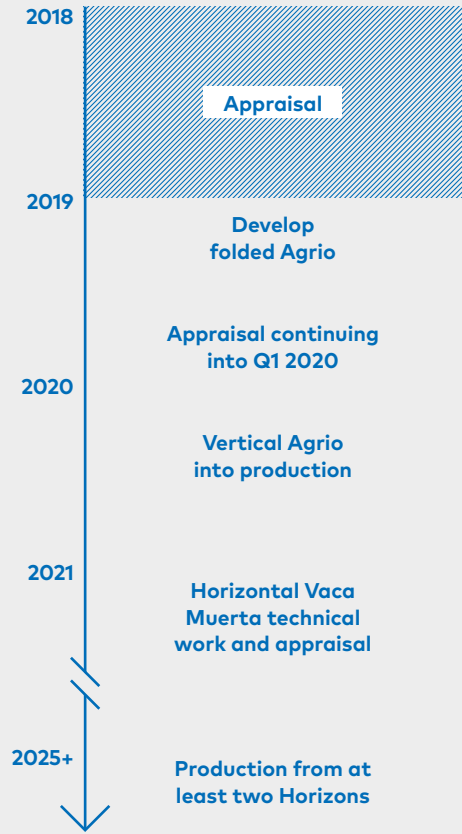 2018
Appraisal
2019
Develop
folded Agrio
Appraisal continuing
into Q1 2020
2020
Vertical Agrio
into production
2021
Horizontal Vaca
Muerta technical
work and appraisal
2025+
Production from at
least two Horizons